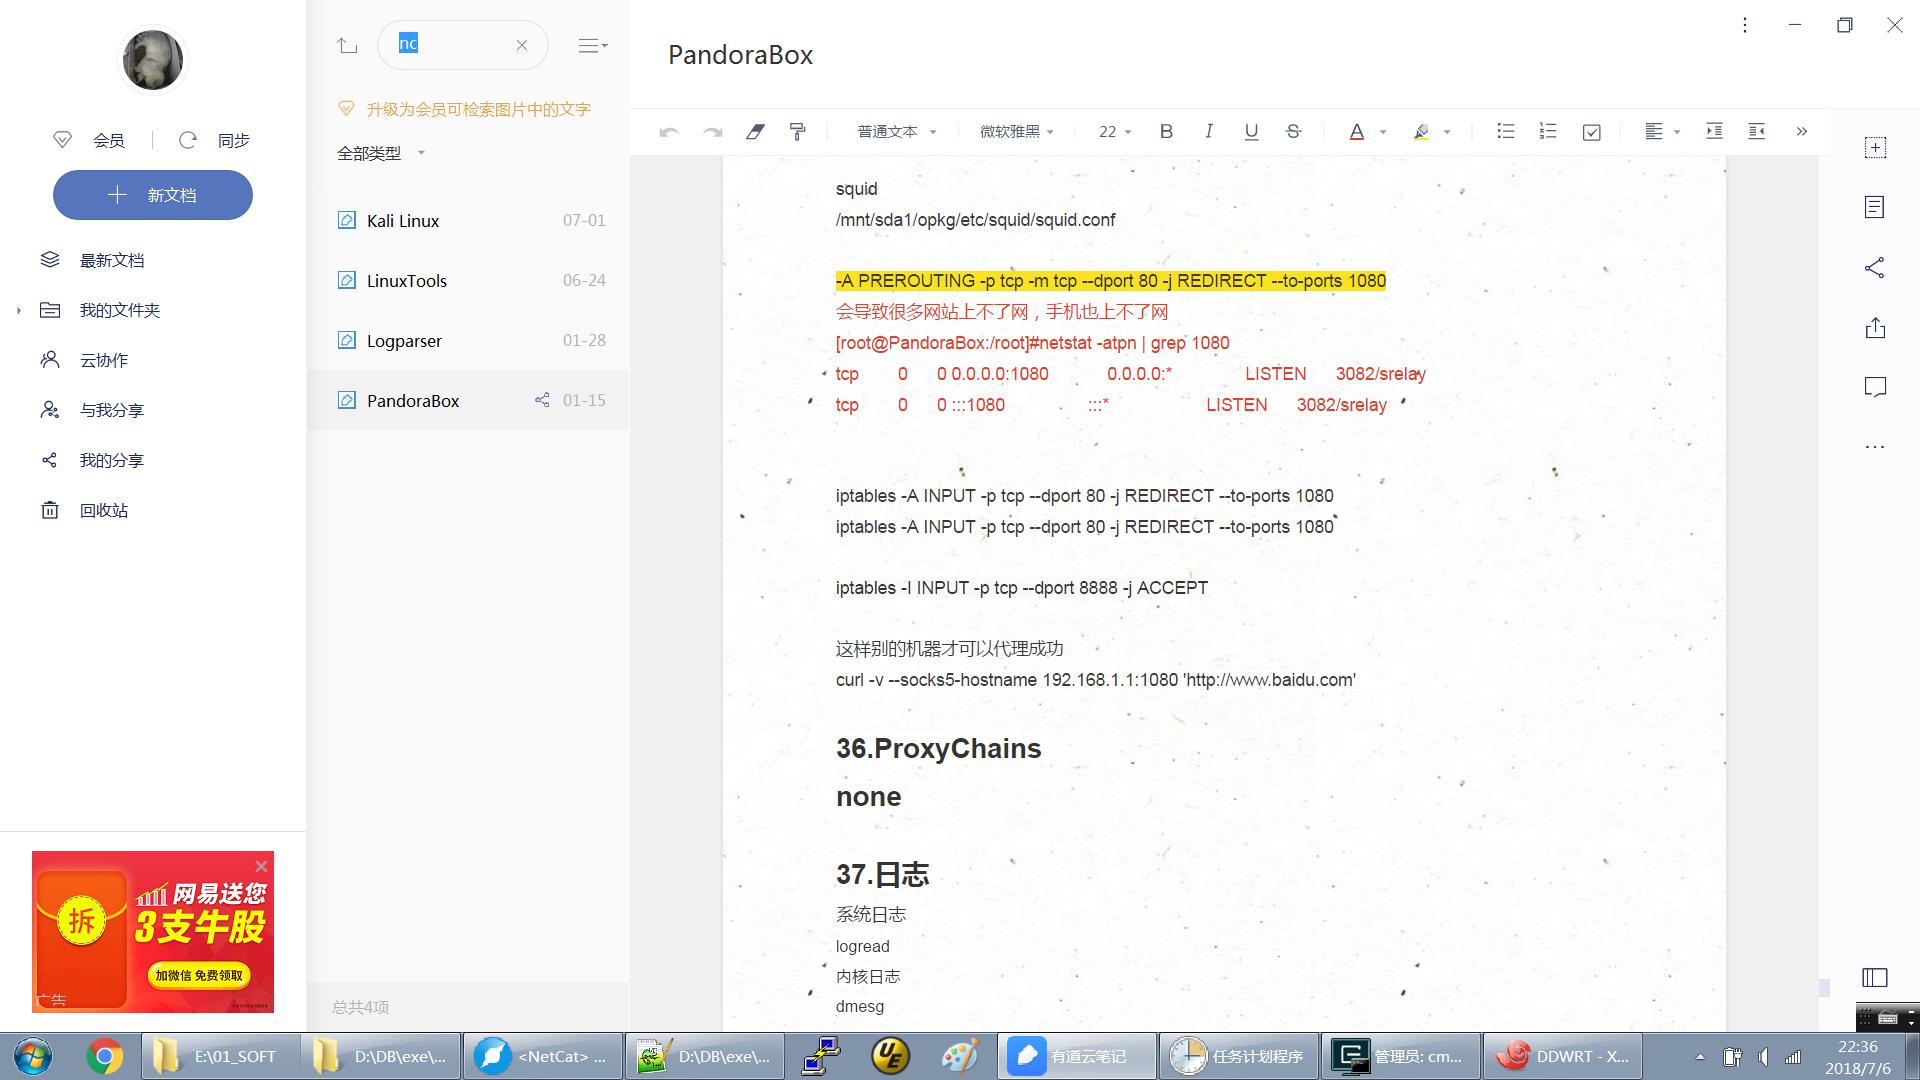 会员
同步
新文档
最新文档
我的文件夹
云协作
与我分享
我的分享
回收站
网易送您
3支牛股
拆
加微信 免费领取
广告
nc
升级为会员可检索图片中的文字
全部类型
Kali Linux 07-01
LinuxTools 06-24
Logparser 01-28
PandoraBox 01-15
总共4项
PandoraBox
普通文本 微软雅黑 22 B I U S A
squid
/mnt/sda1/opkg/etc/squid/squid.conf
-A PREROUTING -p tcp -m tcp --dport 80 -j REDIRECT --to-ports 1080
会导致很多网站上不了网，手机也上不了网
[root@PandoraBox:/root]#netstat -atpn | grep 1080
tcp 0 0 0.0.0.0:1080 0.0.0.0:* LISTEN 3082/srelay
tcp 0 0 :::1080 :::* LISTEN 3082/srelay
iptables -A INPUT -p tcp --dport 80 -j REDIRECT --to-ports 1080
iptables -A INPUT -p tcp --dport 80 -j REDIRECT --to-ports 1080
iptables -I INPUT -p tcp --dport 8888 -j ACCEPT
这样别的机器才可以代理成功
curl -v --socks5-hostname 192.168.1.1:1080 'http://www.baidu.com'
36.ProxyChains
none
37.日志
系统日志
logread
内核日志
dmesg
E:\01_SOFT D:\DB\exe\... <NetCat> ... D:\DB\exe\... UE 有道云笔记 任务计划程序 管理员: cm... DDWRT - X...
22:36
2018/7/6